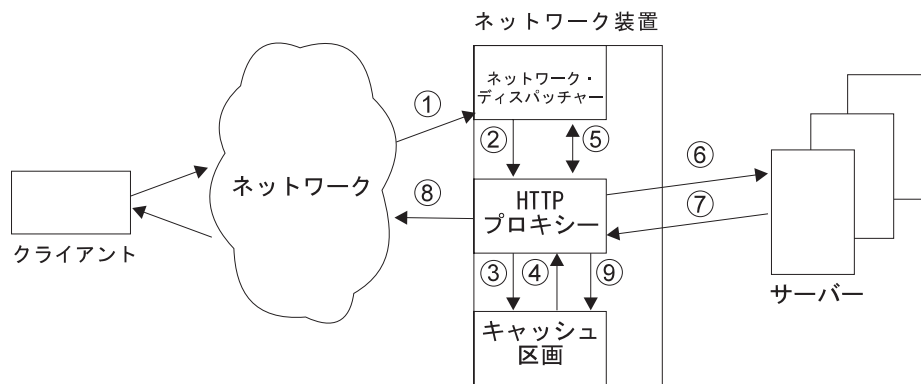 ネットワーク装置
ネットワーク・
ディスパッチャー
①
②
⑤
⑥
ネットワーク
⑧
HTTP
プロキシー
⑦
クライアント
③
④
⑨
サーバー
キャッシュ
区画